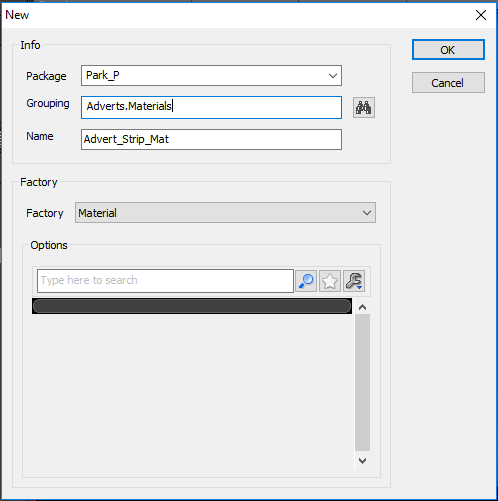 New
Info
Package Park_P
Grouping Adverts.Materials
Name Advert_Strip_Mat
OK
Cancel
Factory
Factory Material
Options
Type here to search